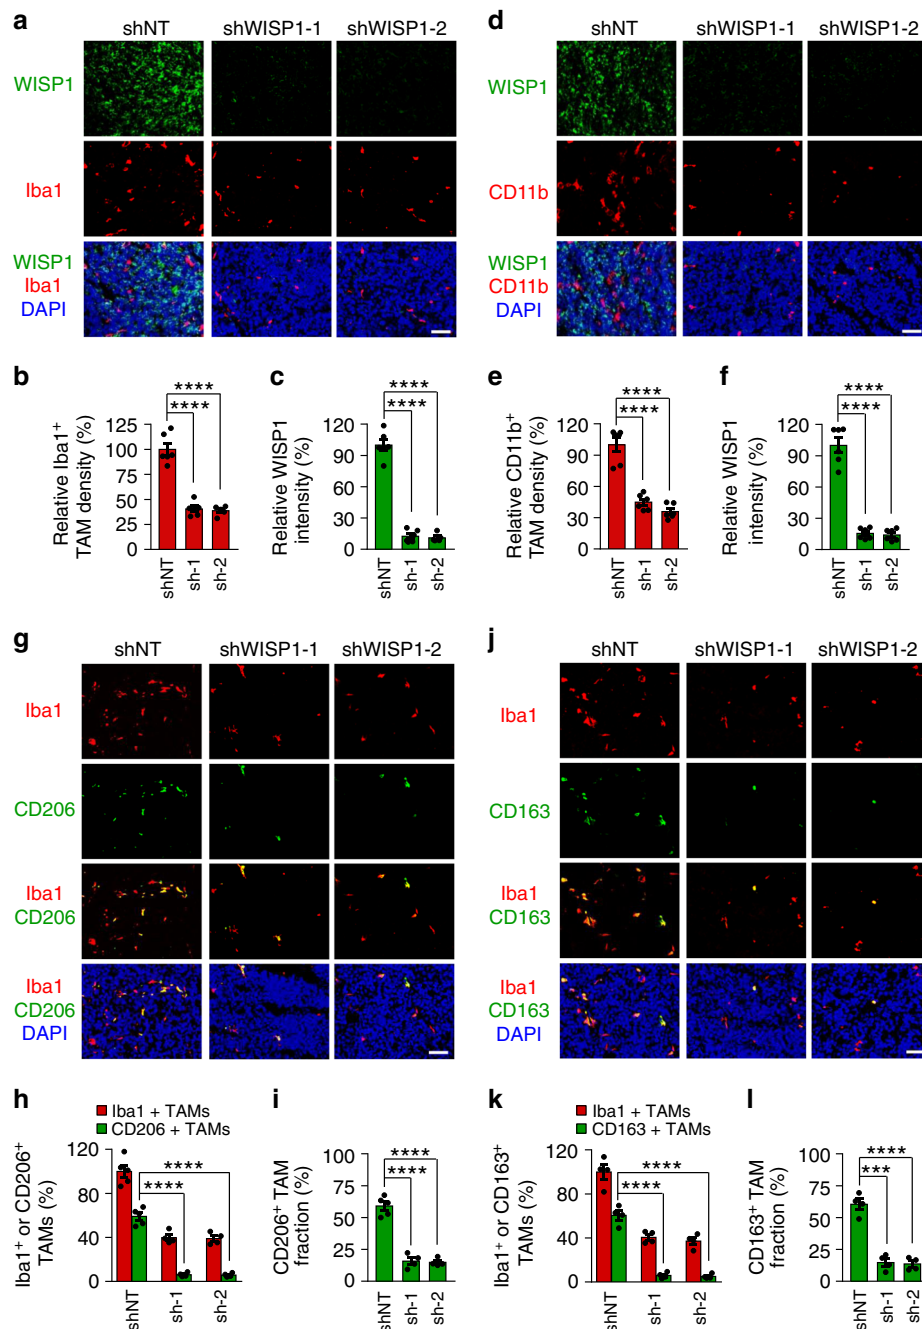 a
shNT shWISP1-1 shWISP1-2
WISP1
Iba1
WISP1
Iba1
DAPI
d
shNT shWISP1-1 shWISP1-2
WISP1
CD11b
WISP1
CD11b
DAPI
b
Relative Iba1⁺
TAM density (%)
125
100
75
50
25
0
****
****
shNT
sh-1
sh-2
c
Relative WISP1
intensity (%)
120
90
60
30
0
****
****
shNT
sh-1
sh-2
e
Relative CD11b⁺
TAM density (%)
120
90
60
30
0
****
****
shNT
sh-1
sh-2
f
Relative WISP1
intensity (%)
120
90
60
30
0
****
****
shNT
sh-1
sh-2
g
shNT shWISP1-1 shWISP1-2
Iba1
CD206
Iba1
CD206
Iba1
CD206
DAPI
j
shNT shWISP1-1 shWISP1-2
Iba1
CD163
Iba1
CD163
Iba1
CD163
DAPI
h
Iba1 + TAMs
CD206 + TAMs
Iba1⁺ or CD206⁺
TAMs (%)
120
80
40
0
****
****
shNT
sh-1
sh-2
i
CD206⁺ TAM
fraction (%)
100
75
50
25
0
****
****
shNT
sh-1
sh-2
k
Iba1 + TAMs
CD163 + TAMs
Iba1⁺ or CD163⁺
TAMs (%)
120
80
40
0
****
****
shNT
sh-1
sh-2
l
CD163⁺ TAM
fraction (%)
100
75
50
25
0
****
***
shNT
sh-1
sh-2